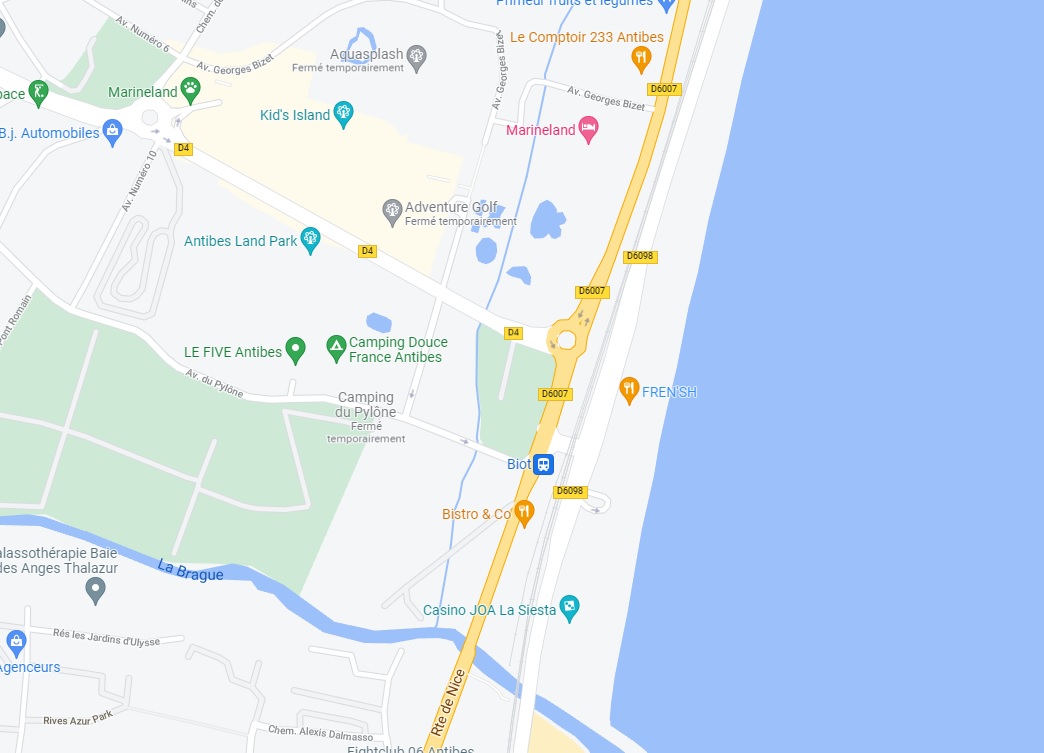 Primeur fruits et légumes
Le Comptoir 233 Antibes
Av. Numéro 6
Chem. d
Av. Georges Bizet
Aquasplash
Fermé temporairement
Av. Georges Bizet
Av. Georges Bizet
D6007
pace
Marineland
Kid's Island
Marineland
B.j. Automobiles
D4
Av. Numéro 10
Adventure Golf
Fermé temporairement
Antibes Land Park
D4
D6098
D6007
Pont Romain
D4
LE FIVE Antibes
Camping Douce
France Antibes
Av. du Pylône
Camping
du Pylône
Fermé
temporairement
D6007
FREN'SH
Biot
D6098
Bistro & Co
alassothérapie Baie
des Anges Thalazur
La Brague
Casino JOA La Siesta
Rés les Jardins d'Ulysse
Agenceurs
Rte de Nice
Rives Azur Park
Chem. Alexis Dalmasso
Fightclub 06 Antibes